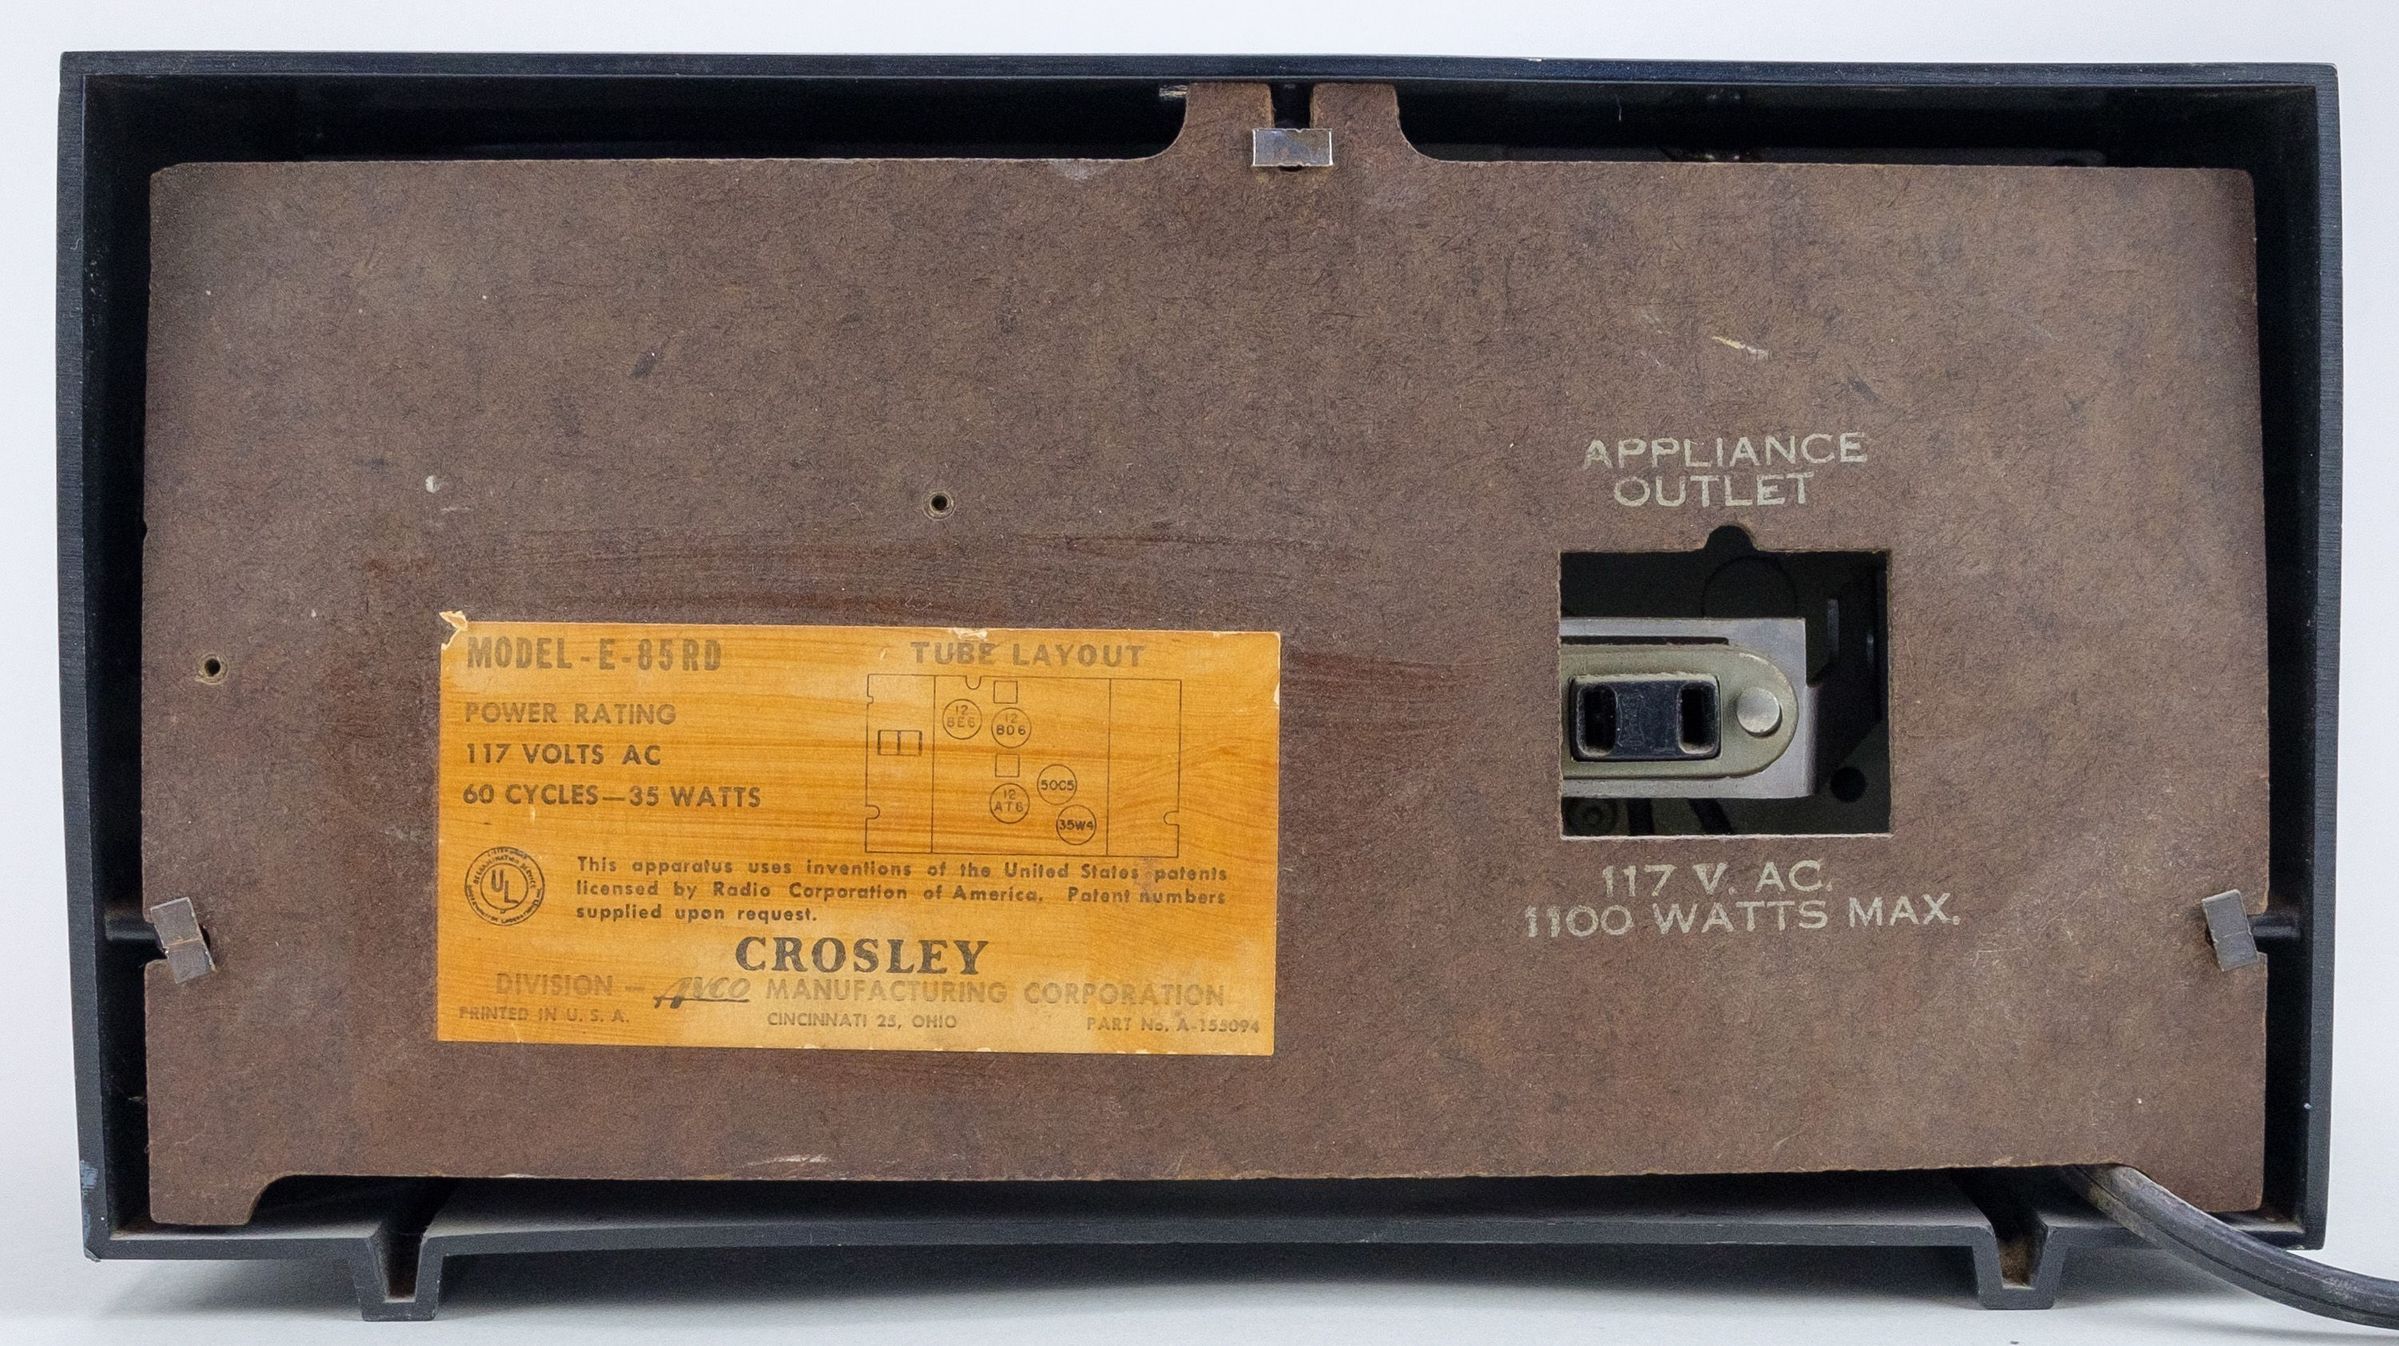 APPLIANCE
OUTLET
117 V. AC.
1100 WATTS MAX.
MODEL-E-85RD
POWER RATING
117 VOLTS AC
60 CYCLES—35 WATTS
TUBE LAYOUT
12
BE6
12
BD6
50C5
12
AT6
35W4
UL
This apparatus uses inventions of the United States patents
licensed by Radio Corporation of America. Patent numbers
supplied upon request.
CROSLEY
DIVISION — AVCO MANUFACTURING CORPORATION
PRINTED IN U. S. A. CINCINNATI 25, OHIO PART No. A-155094